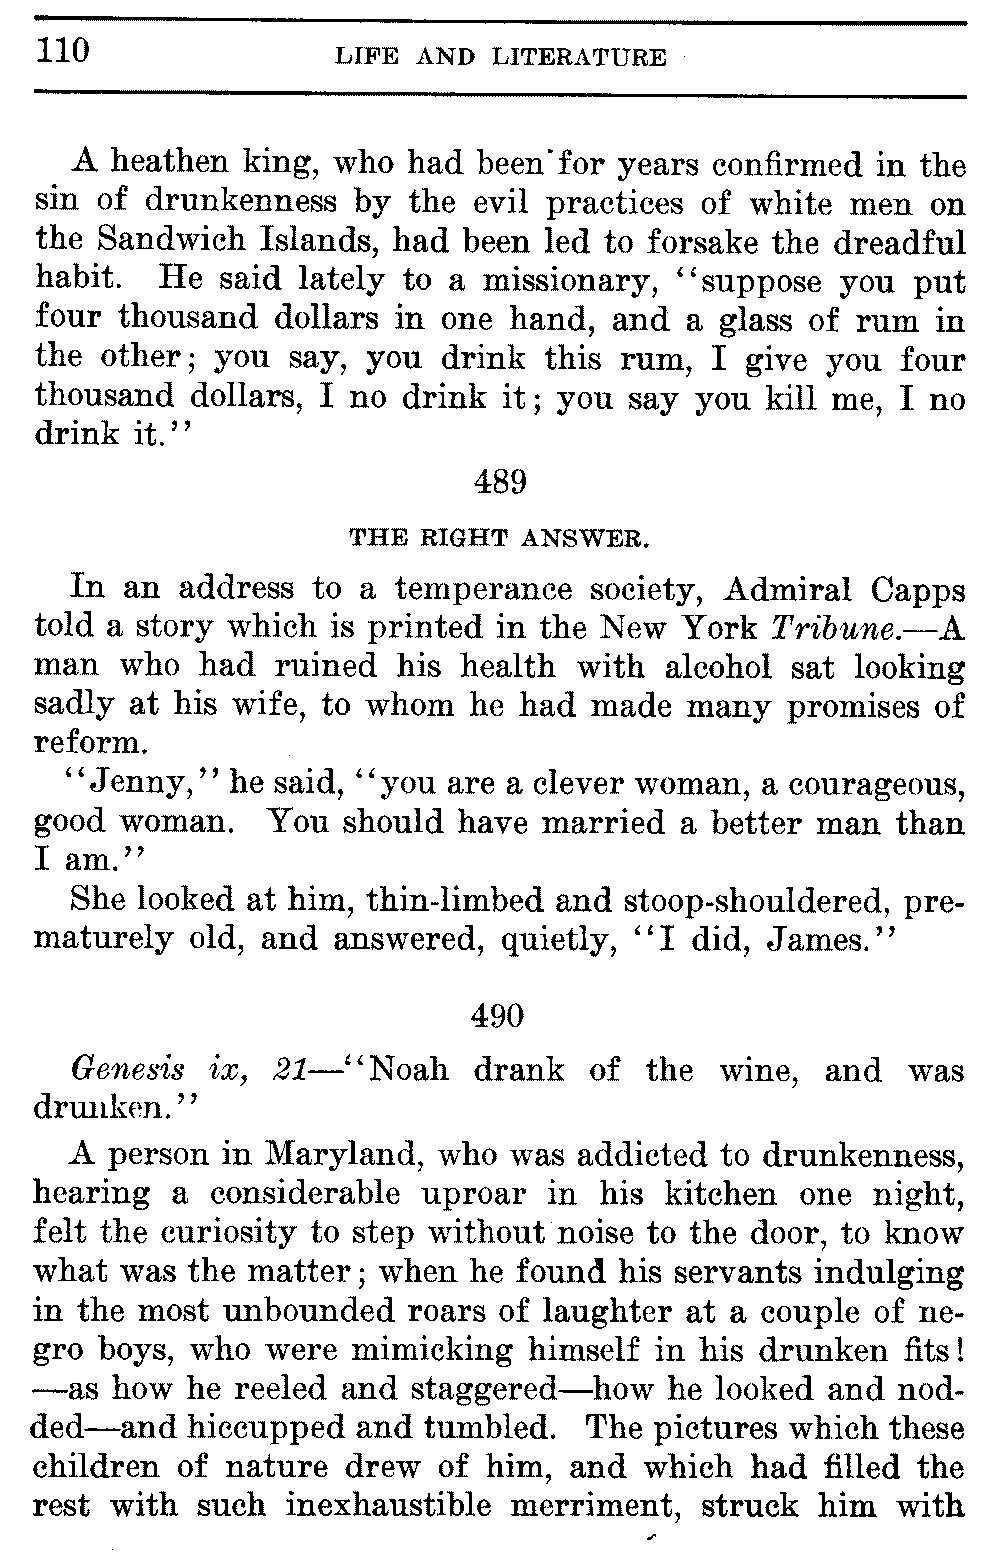 110
LIFE AND LITERATURE
A heathen king, who had been for years confirmed in the
sin of drunkenness by the evil practices of white men on
the Sandwich Islands, had been led to forsake the dreadful
habit. He said lately to a missionary, "suppose you put
four thousand dollars in one hand, and a glass of rum in
the other; you say, you drink this rum, I give you four
thousand dollars, I no drink it; you say you kill me, I no
drink it."
489
THE RIGHT ANSWER.
In an address to a temperance society, Admiral Capps
told a story which is printed in the New York Tribune.—A
man who had ruined his health with alcohol sat looking
sadly at his wife, to whom he had made many promises of
reform.
"Jenny," he said, "you are a clever woman, a courageous,
good woman. You should have married a better man than
I am."
She looked at him, thin-limbed and stoop-shouldered, pre-
maturely old, and answered, quietly, "I did, James."
490
Genesis ix, 21—"Noah drank of the wine, and was
drunken."
A person in Maryland, who was addicted to drunkenness,
hearing a considerable uproar in his kitchen one night,
felt the curiosity to step without noise to the door, to know
what was the matter; when he found his servants indulging
in the most unbounded roars of laughter at a couple of ne-
gro boys, who were mimicking himself in his drunken fits!
—as how he reeled and staggered—how he looked and nod-
ded—and hiccupped and tumbled. The pictures which these
children of nature drew of him, and which had filled the
rest with such inexhaustible merriment, struck him with